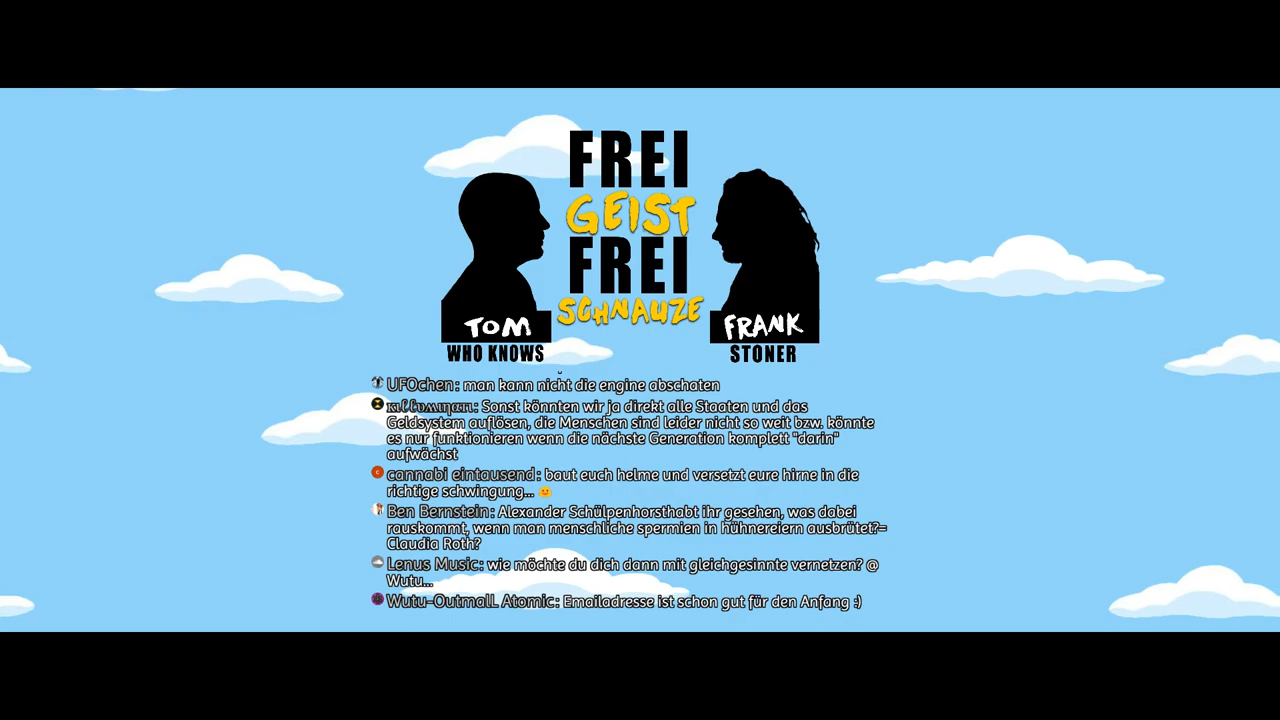 FREI
GEIST
FREI
SCHNAUZE
TOM
WHO KNOWS
FRANK
STONER
UFOchen: man kann nicht die engine abschaten
кιℓℓυмιηαтι: Sonst könnten wir ja direkt alle Staaten und das
Geldsystem auflösen, die Menschen sind leider nicht so weit bzw. könnte
es nur funktionieren wenn die nächste Generation komplett "darin"
aufwächst
cannabi eintausend: baut euch helme und versetzt eure hirne in die
richtige schwingung... 🙂
Ben Bernstein: Alexander Schülpenhorsthabt ihr gesehen, was dabei
rauskommt, wenn man menschliche spermien in hühnereiern ausbrütet?=
Claudia Roth?
Lenus Music: wie möchte du dich dann mit gleichgesinnte vernetzen? @
Wutu...
Wutu-OutmalL Atomic: Emailadresse ist schon gut für den Anfang :)